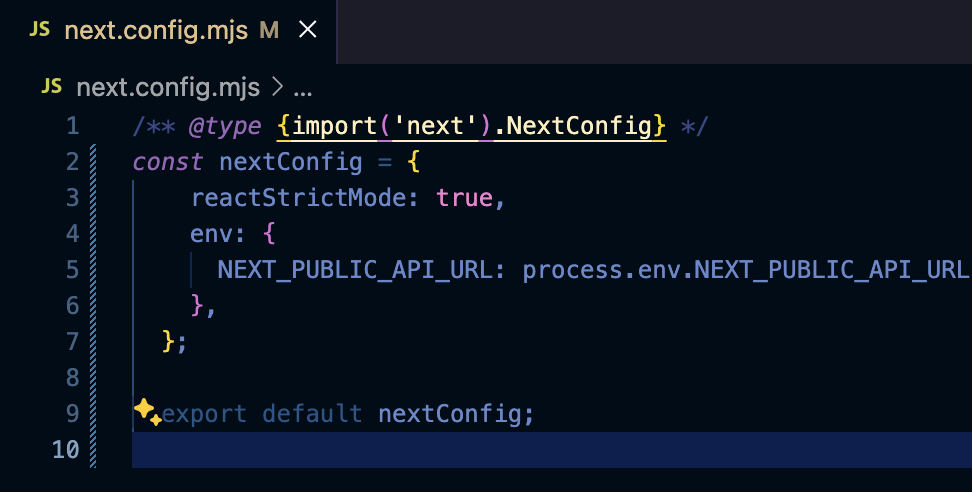 JS next.config.mjs M ×
JS next.config.mjs > ...
1 /** @type {import('next').NextConfig} */
2 const nextConfig = {
3 reactStrictMode: true,
4 env: {
5 NEXT_PUBLIC_API_URL: process.env.NEXT_PUBLIC_API_URL
6 },
7 };
8
9 export default nextConfig;
10